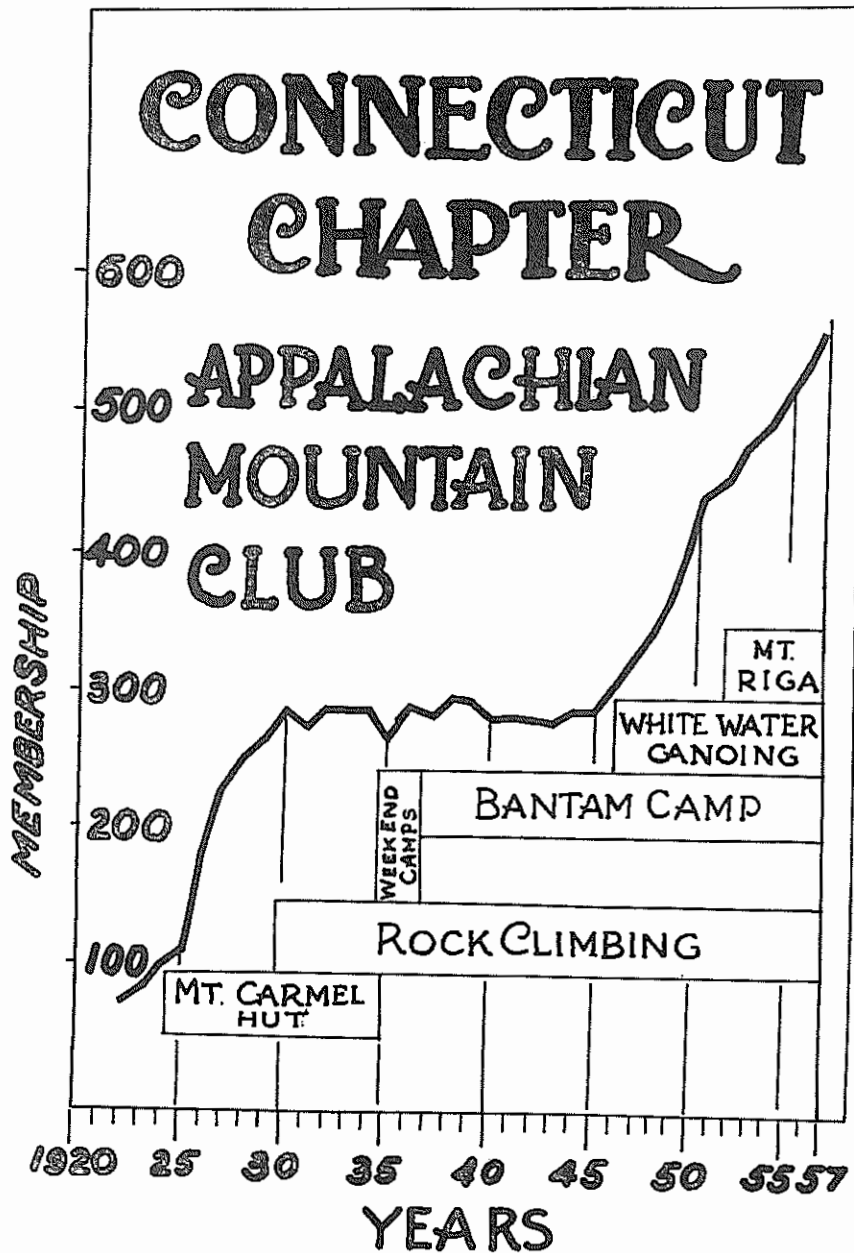 CONNECTICUT
CHAPTER
APPALACHIAN
MOUNTAIN
CLUB
600
500
400
300
200
100
MEMBERSHIP
MT.
RIGA
WHITE WATER
CANOING
BANTAM CAMP
WEEKEND
CAMPS
ROCK CLIMBING
MT. CARMEL
HUT
1920 25 30 35 40 45 50 55 57
YEARS